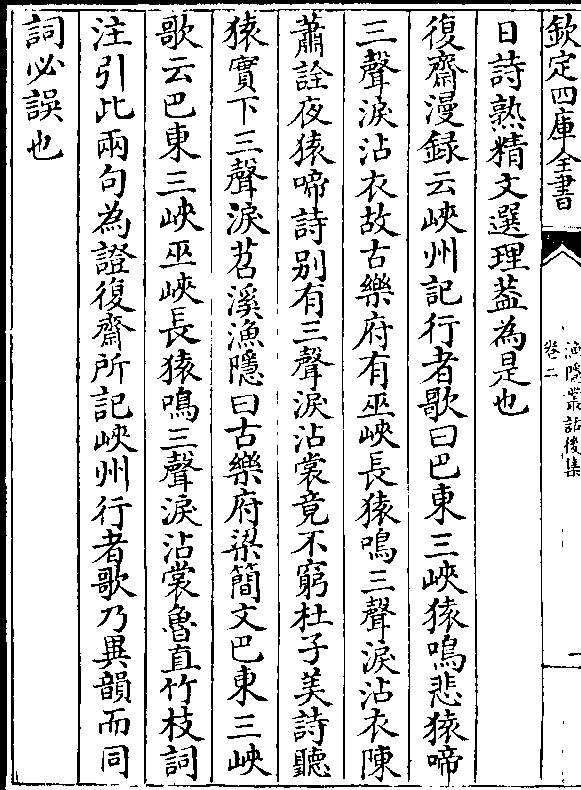 欽定四庫全書
漁隱叢話後集
卷二
一
日詩熟精文選理葢為是也
復齋漫録云峽州記行者歌曰巴東三峽猿鳴悲猿啼
三聲淚沾衣故古樂府有巫峽長猿鳴三聲淚沾衣陳
蕭詮夜猿啼詩别有三聲淚沾裳竟不窮杜子美詩聽
猿實下三聲淚苕溪漁隱曰古樂府梁簡文巴東三峽
歌云巴東三峽巫峽長猿鳴三聲淚沾裳魯直竹枝詞
注引此兩句為證復齋所記峽州行者歌乃異韻而同
詞必誤也